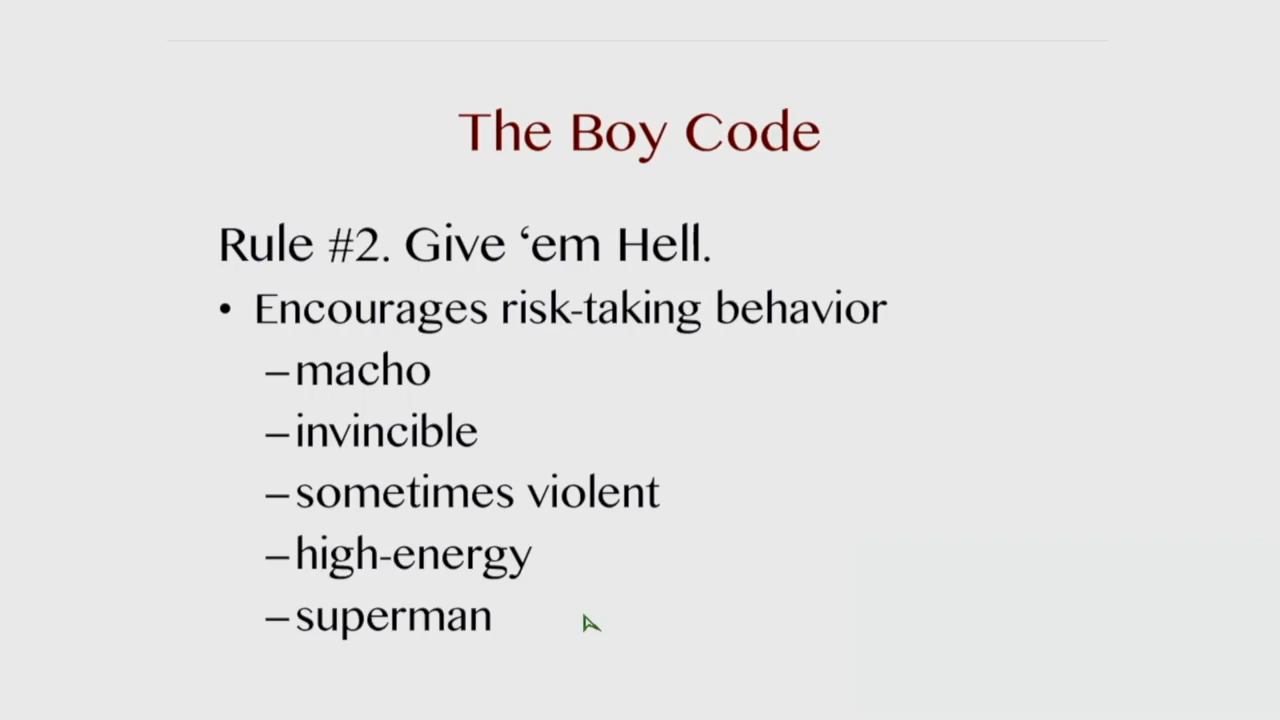 The Boy Code
Rule #2. Give ‘em Hell.
• Encourages risk-taking behavior
–macho
–invincible
–sometimes violent
–high-energy
–superman